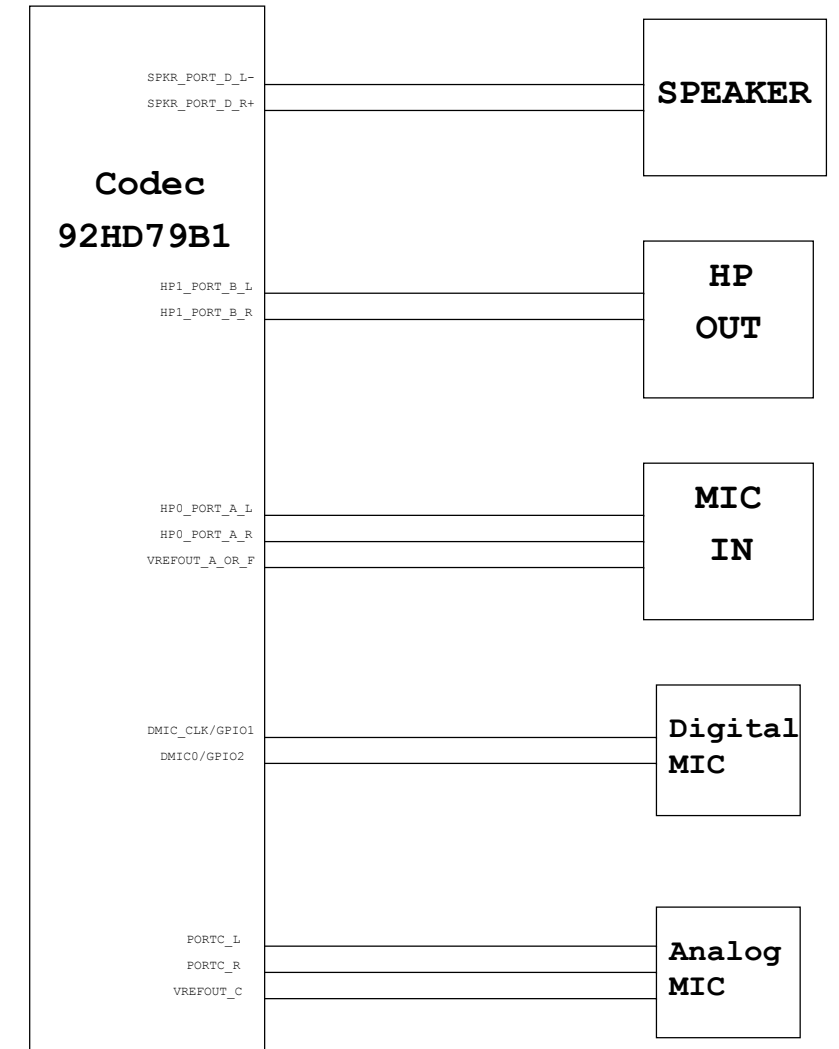 SPKR_PORT_D_L-
SPKR_PORT_D_R+
SPEAKER
Codec
92HD79B1
HP1_PORT_B_L
HP1_PORT_B_R
HP
OUT
HP0_PORT_A_L
HP0_PORT_A_R
VREFOUT_A_OR_F
MIC
IN
DMIC_CLK/GPIO1
DMIC0/GPIO2
Digital
MIC
PORTC_L
PORTC_R
VREFOUT_C
Analog
MIC